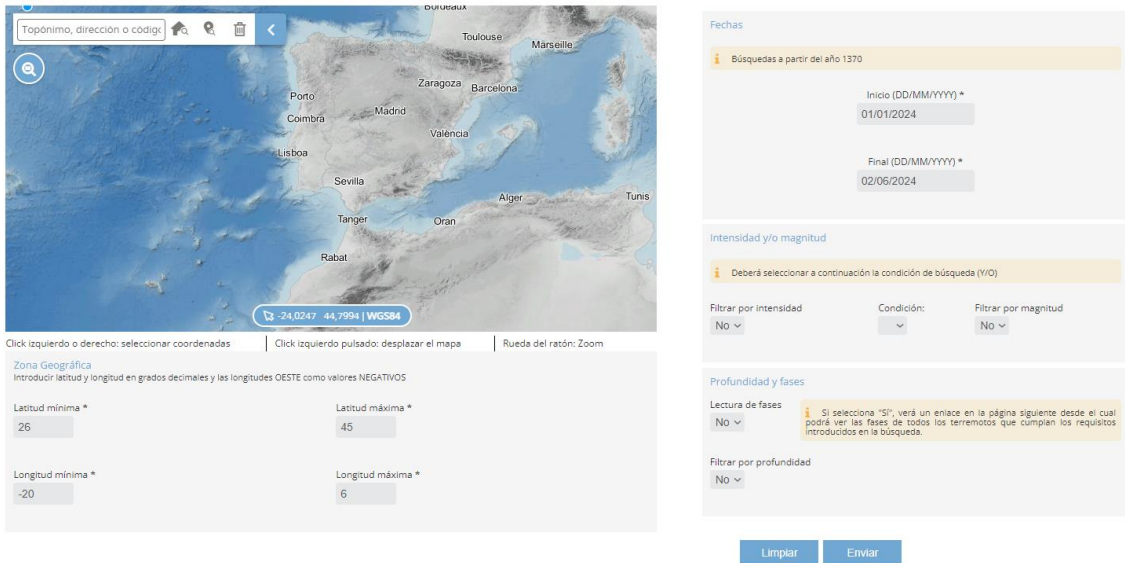 Bordeaux
Topónimo, dirección o códig
Toulouse
Marseille
Zaragoza
Barcelona
Porto
Madrid
Coimbra
València
Lisboa
Sevilla
Alger
Tunis
Tanger
Oran
Rabat
-24,0247 44,7994 | WGS84
Click izquierdo o derecho: seleccionar coordenadas
Click izquierdo pulsado: desplazar el mapa
Rueda del ratón: Zoom
Zona Geográfica
Introducir latitud y longitud en grados decimales y las longitudes OESTE como valores NEGATIVOS
Latitud mínima *
Latitud máxima *
26
45
Longitud mínima *
Longitud máxima *
-20
6
Fechas
Búsquedas a partir del año 1370
Inicio (DD/MM/YYYY) *
01/01/2024
Final (DD/MM/YYYY) *
02/06/2024
Intensidad y/o magnitud
Deberá seleccionar a continuación la condición de búsqueda (Y/O)
Filtrar por intensidad
Condición:
Filtrar por magnitud
No
No
Profundidad y fases
Lectura de fases
No
Si selecciona "Sí", verá un enlace en la página siguiente desde el cual
podrá ver las fases de todos los terremotos que cumplan los requisitos
introducidos en la búsqueda.
Filtrar por profundidad
No
Limpiar
Enviar